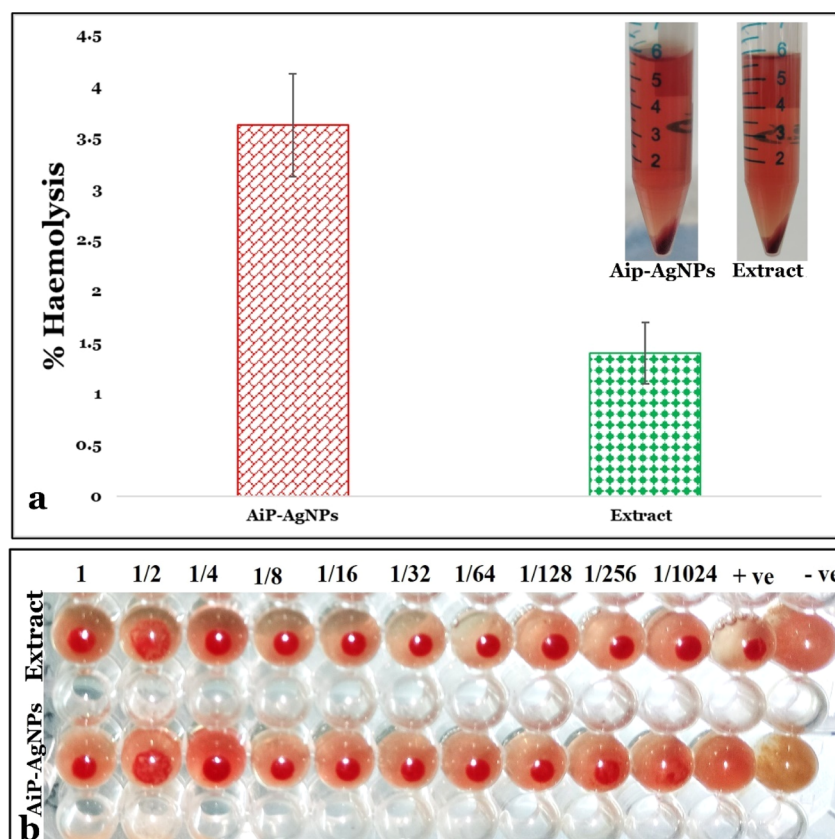 4.5
4
3.5
3
2.5
2
1.5
1
0.5
0
% Haemolysis
6
5
4
3
2
6
5
4
3
2
Aip-AgNPs Extract
a
AiP-AgNPs Extract
1 1/2 1/4 1/8 1/16 1/32 1/64 1/128 1/256 1/1024 + ve - ve
Extract
AiP-AgNPs
b